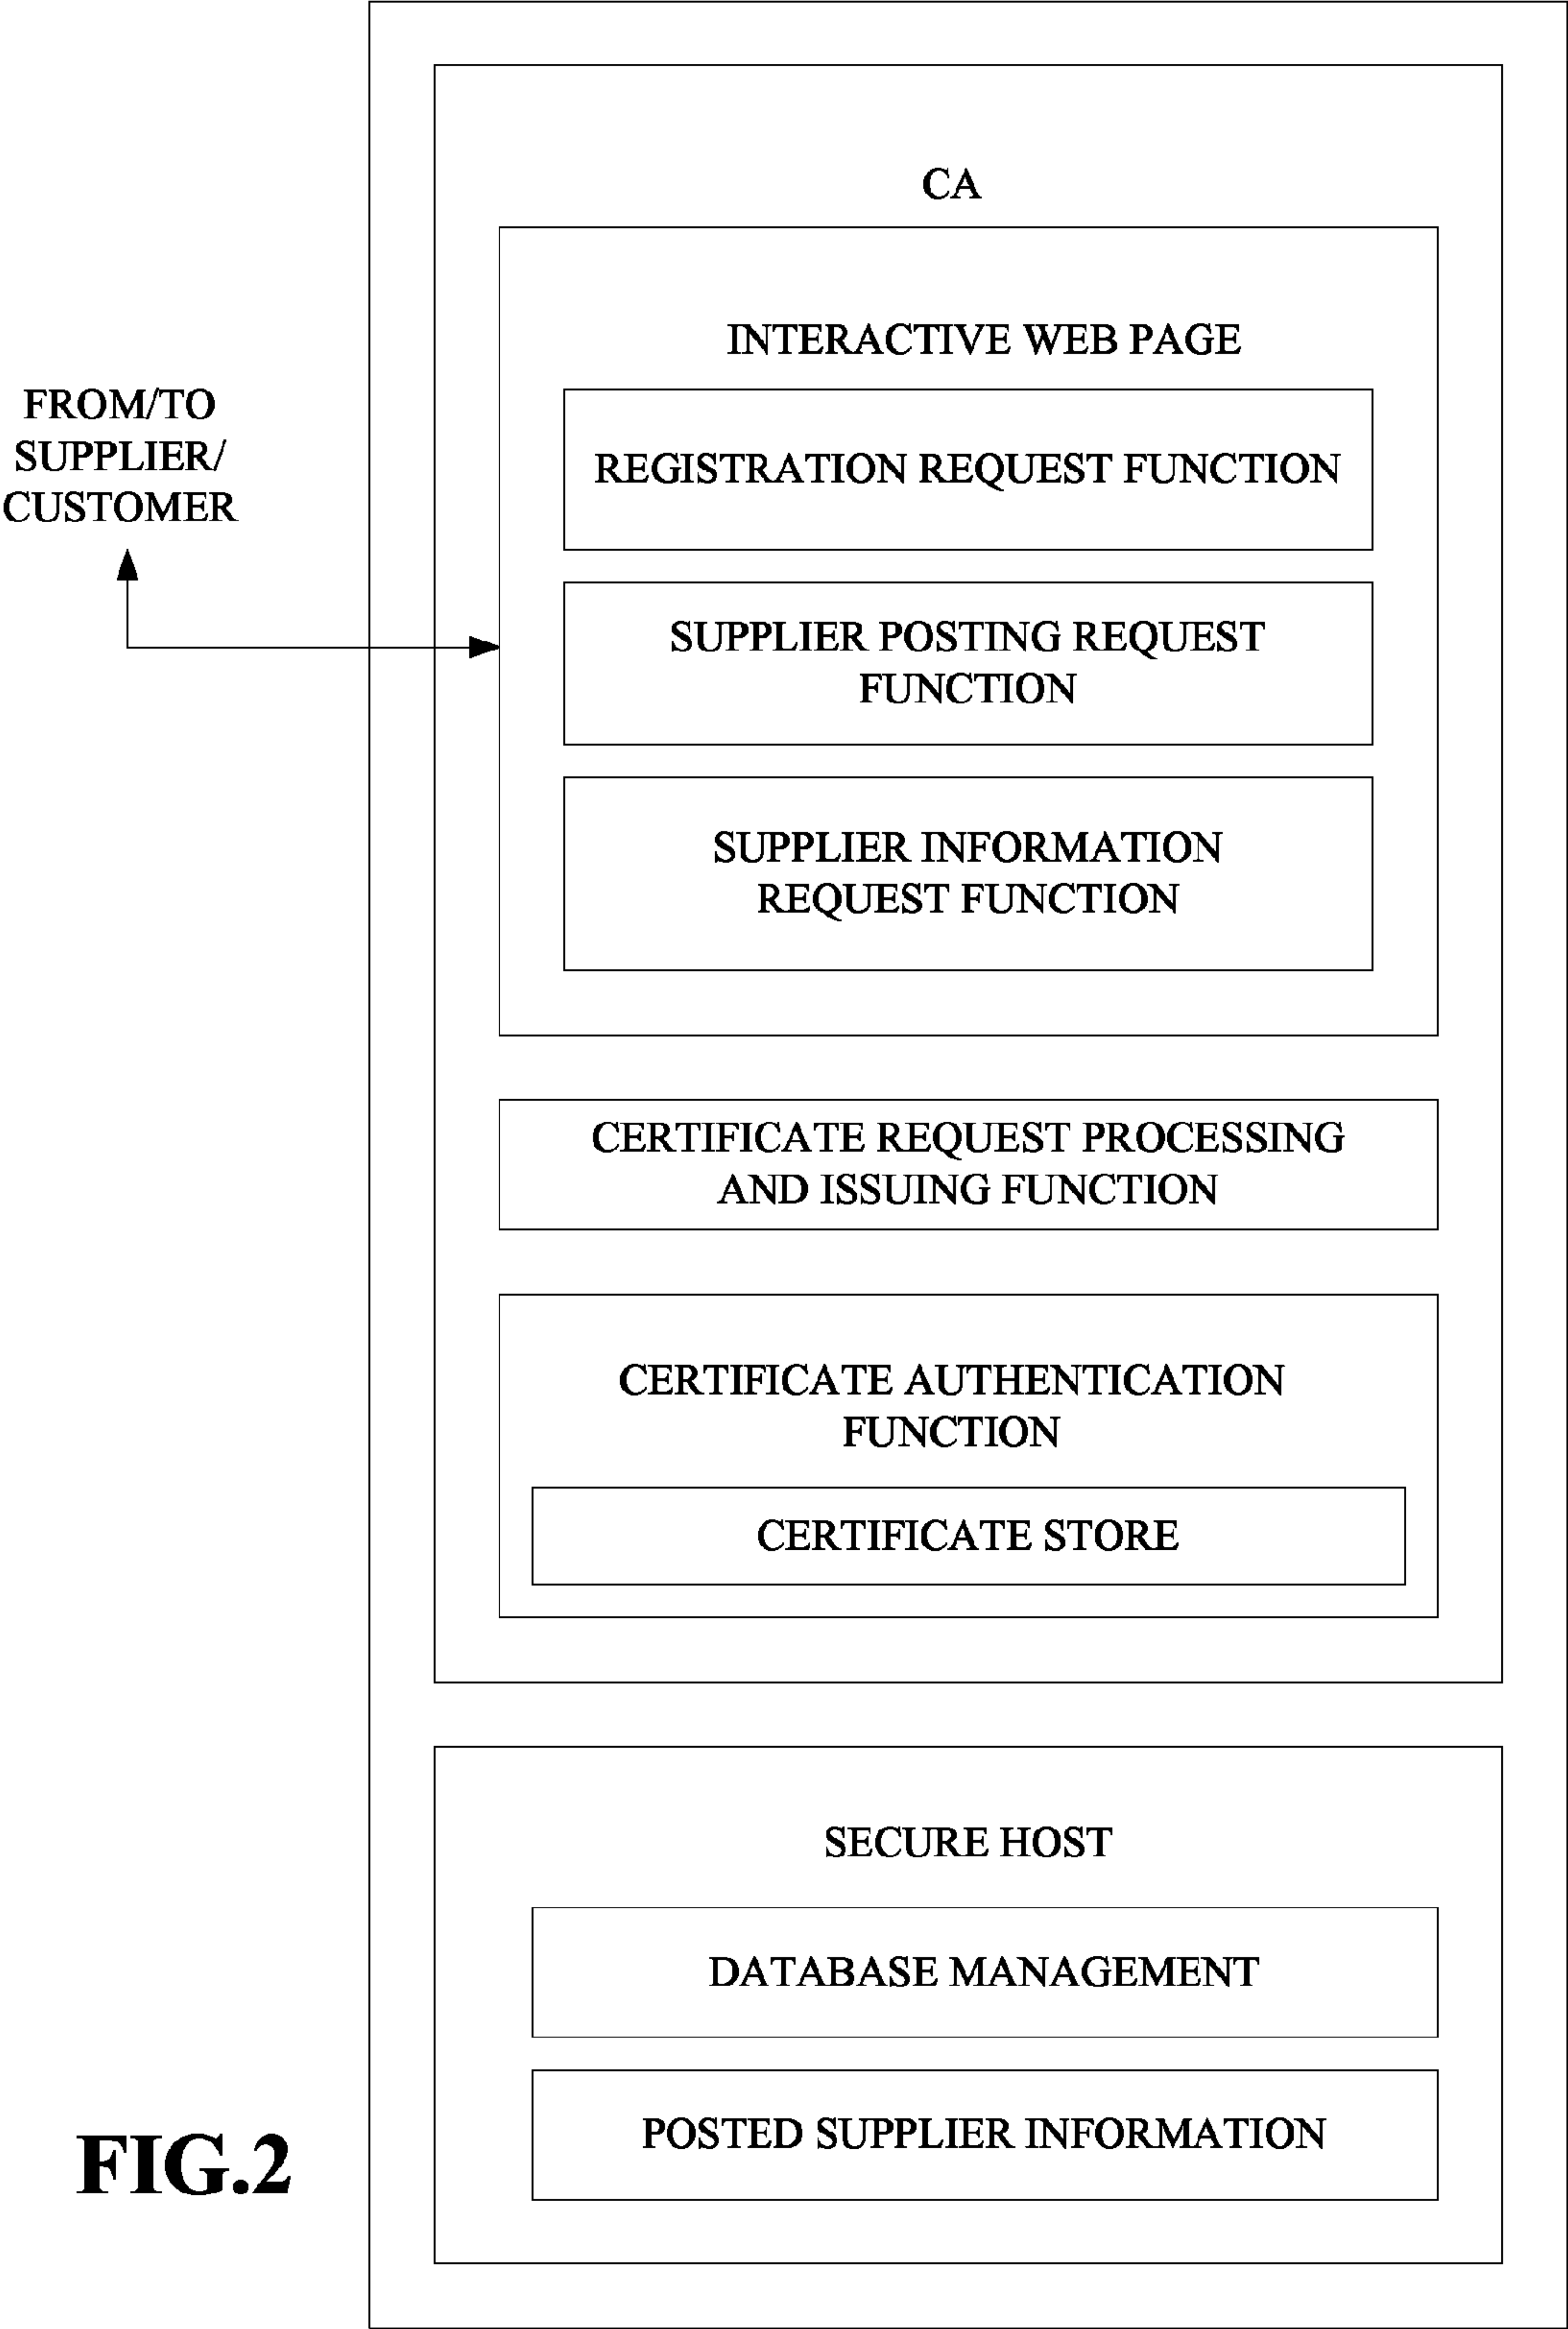 CA
INTERACTIVE WEB PAGE
FROM/TO
SUPPLIER/
CUSTOMER
REGISTRATION REQUEST FUNCTION
SUPPLIER POSTING REQUEST
FUNCTION
SUPPLIER INFORMATION
REQUEST FUNCTION
CERTIFICATE REQUEST PROCESSING
AND ISSUING FUNCTION
CERTIFICATE AUTHENTICATION
FUNCTION
CERTIFICATE STORE
SECURE HOST
DATABASE MANAGEMENT
POSTED SUPPLIER INFORMATION
FIG.2